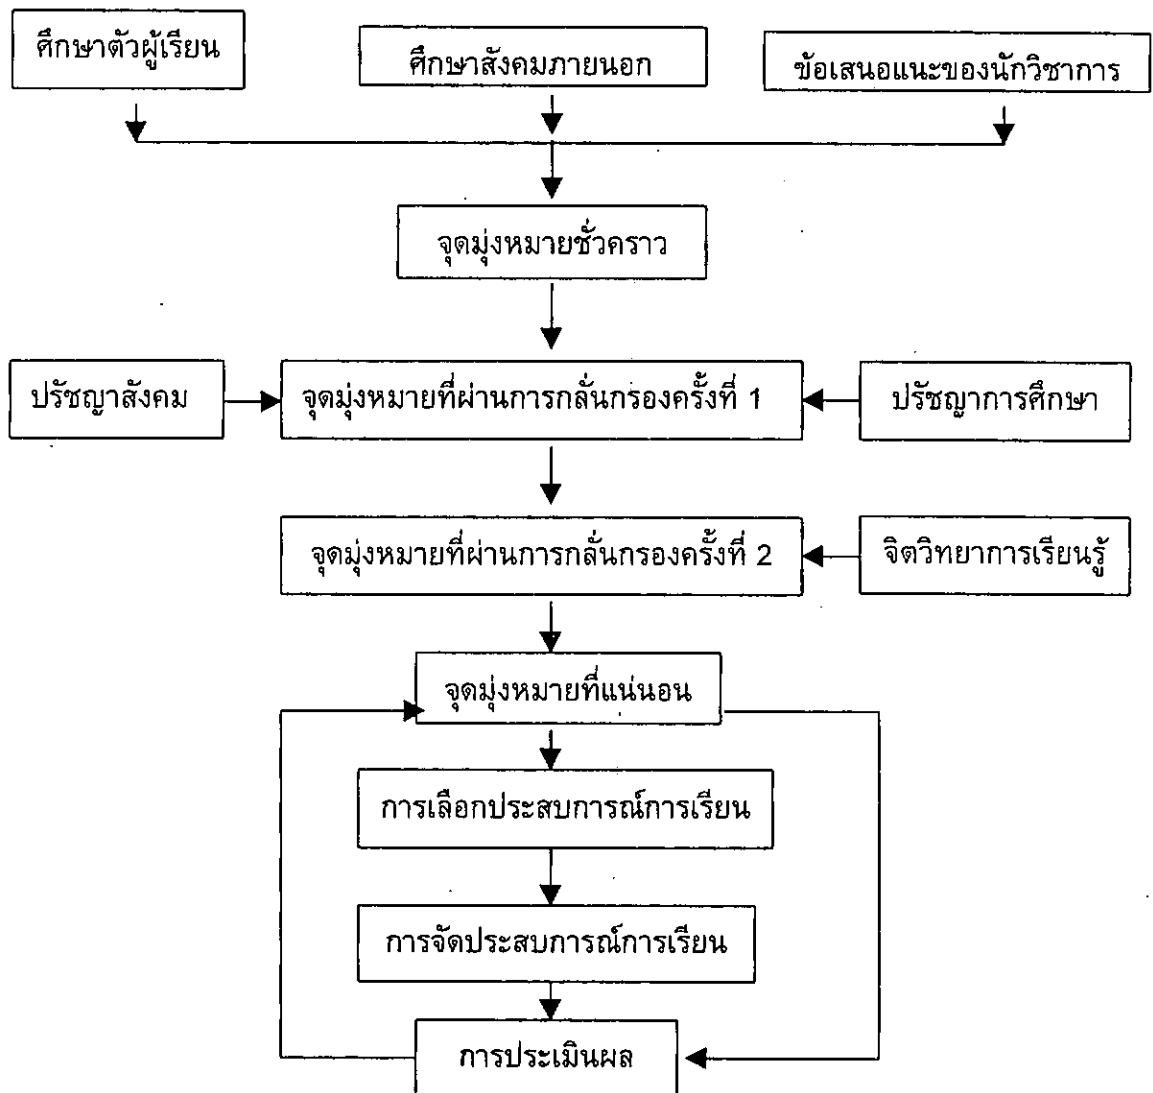 ศึกษาตัวผู้เรียน
ศึกษาสังคมภายนอก
ข้อเสนอแนะของนักวิชาการ
จุดมุ่งหมายชั่วคราว
ปรัชญาสังคม
จุดมุ่งหมายที่ผ่านการกลั่นกรองครั้งที่ 1
ปรัชญาการศึกษา
จุดมุ่งหมายที่ผ่านการกลั่นกรองครั้งที่ 2
จิตวิทยาการเรียนรู้
จุดมุ่งหมายที่แน่นอน
การเลือกประสบการณ์การเรียน
การจัดประสบการณ์การเรียน
การประเมินผล